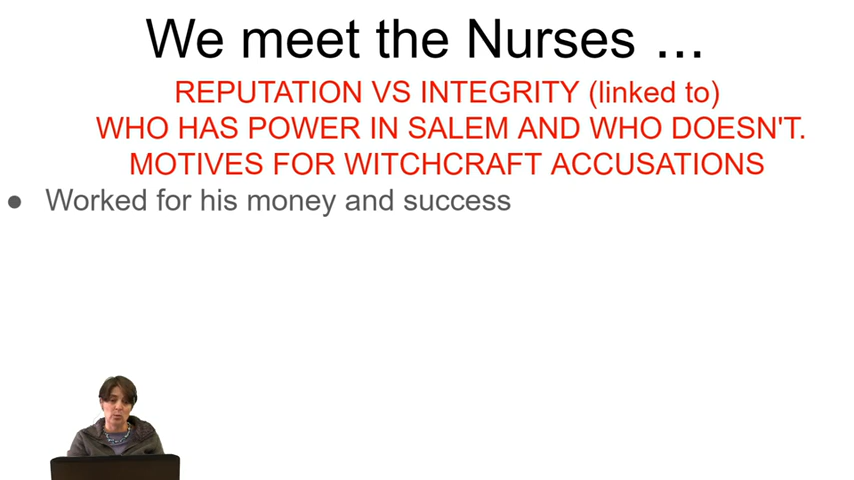 We meet the Nurses ...
REPUTATION VS INTEGRITY (linked to)
WHO HAS POWER IN SALEM AND WHO DOESN'T.
MOTIVES FOR WITCHCRAFT ACCUSATIONS
● Worked for his money and success